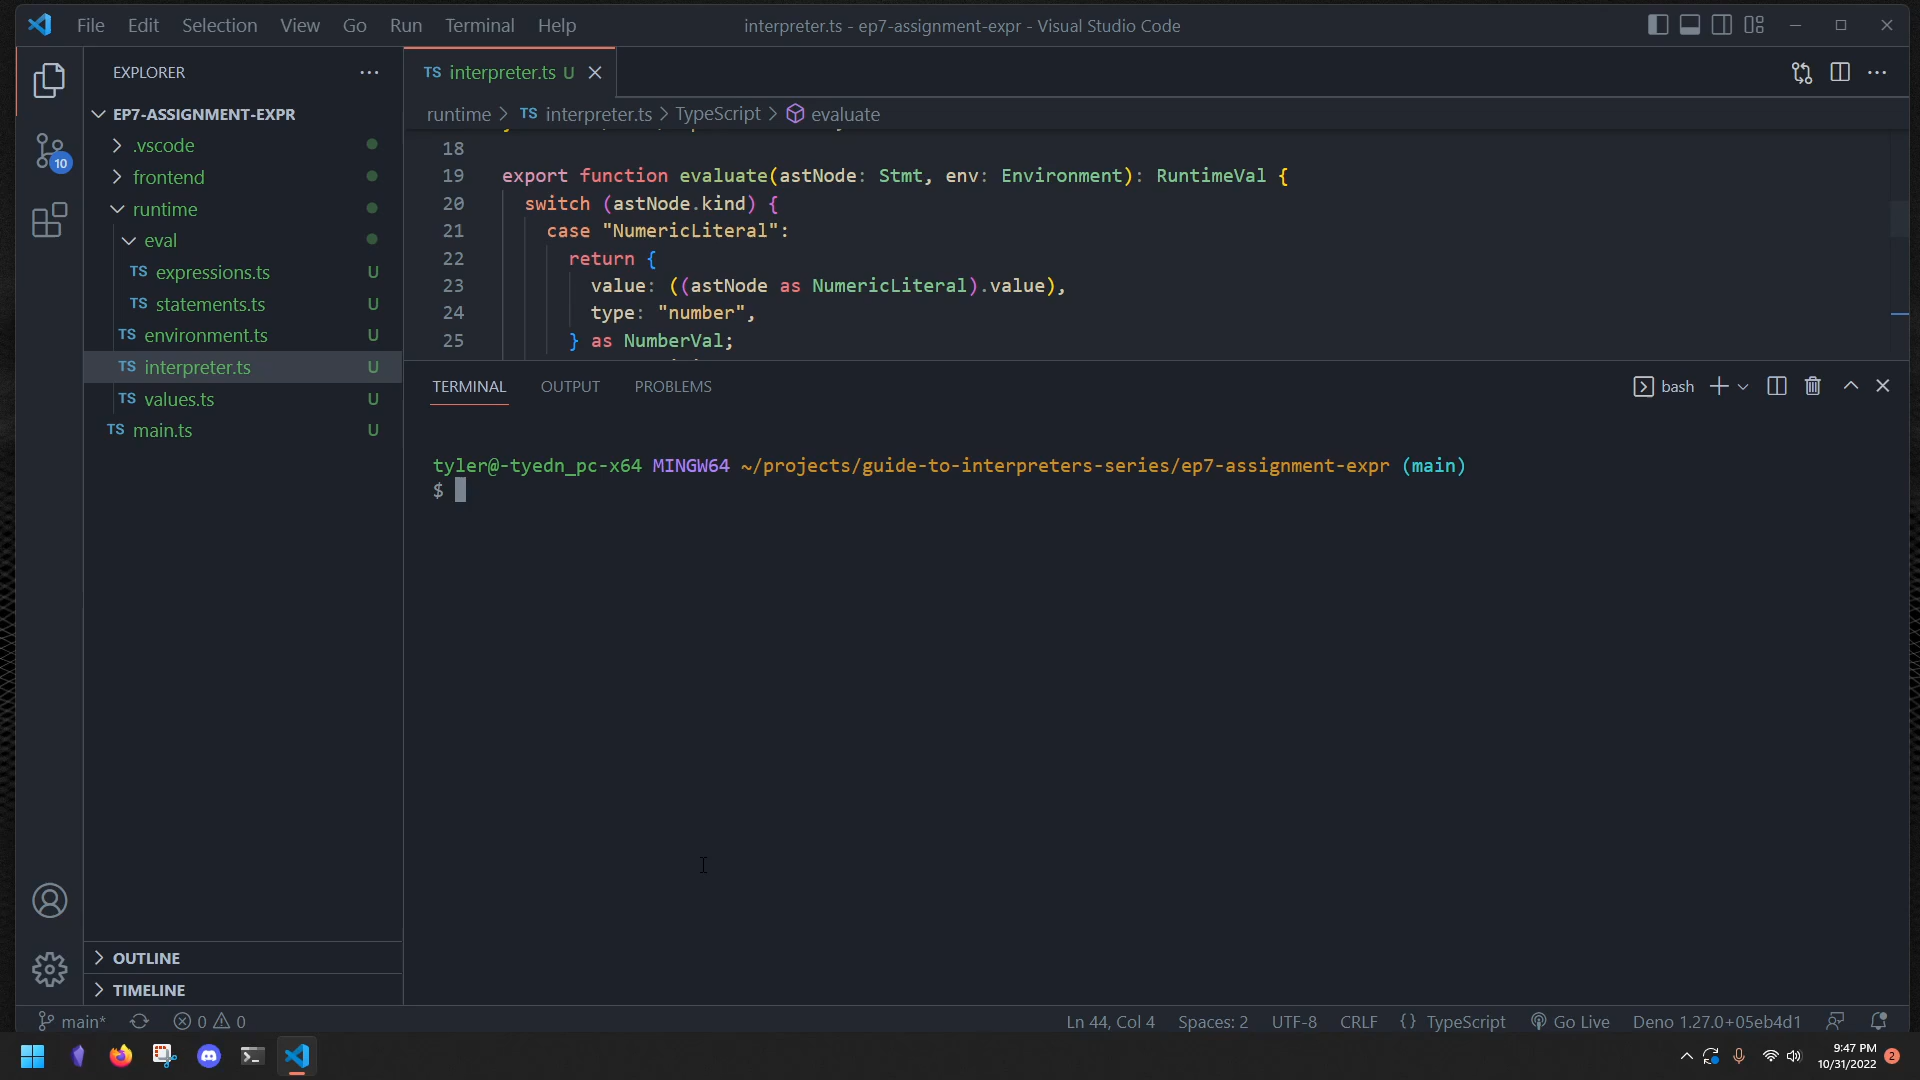 File Edit Selection View Go Run Terminal Help
interpreter.ts - ep7-assignment-expr - Visual Studio Code
EXPLORER
EP7-ASSIGNMENT-EXPR
.vscode
frontend
runtime
eval
TS expressions.ts U
TS statements.ts U
TS environment.ts U
TS interpreter.ts U
TS values.ts U
TS main.ts U
OUTLINE
TIMELINE
10
TS interpreter.ts U
runtime > TS interpreter.ts > TypeScript > evaluate
18
19 export function evaluate(astNode: Stmt, env: Environment): RuntimeVal {
20 switch (astNode.kind) {
21 case "NumericLiteral":
22 return {
23 value: ((astNode as NumericLiteral).value),
24 type: "number",
25 } as NumberVal;
TERMINAL OUTPUT PROBLEMS
bash
tyler@-tyedn_pc-x64 MINGW64 ~/projects/guide-to-interpreters-series/ep7-assignment-expr (main)
$
main* 0 0
Ln 44, Col 4 Spaces: 2 UTF-8 CRLF {} TypeScript Go Live Deno 1.27.0+05eb4d1
9:47 PM
10/31/2022
2